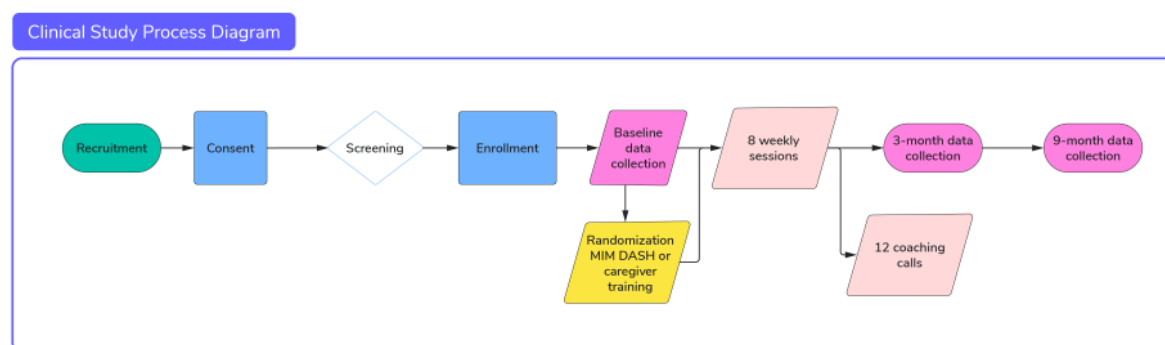 Clinical Study Process Diagram
Recruitment
Consent
Screening
Enrollment
Baseline
data
collection
Randomization
MIM DASH or
caregiver
training
8 weekly
sessions
12 coaching
calls
3-month data
collection
9-month data
collection